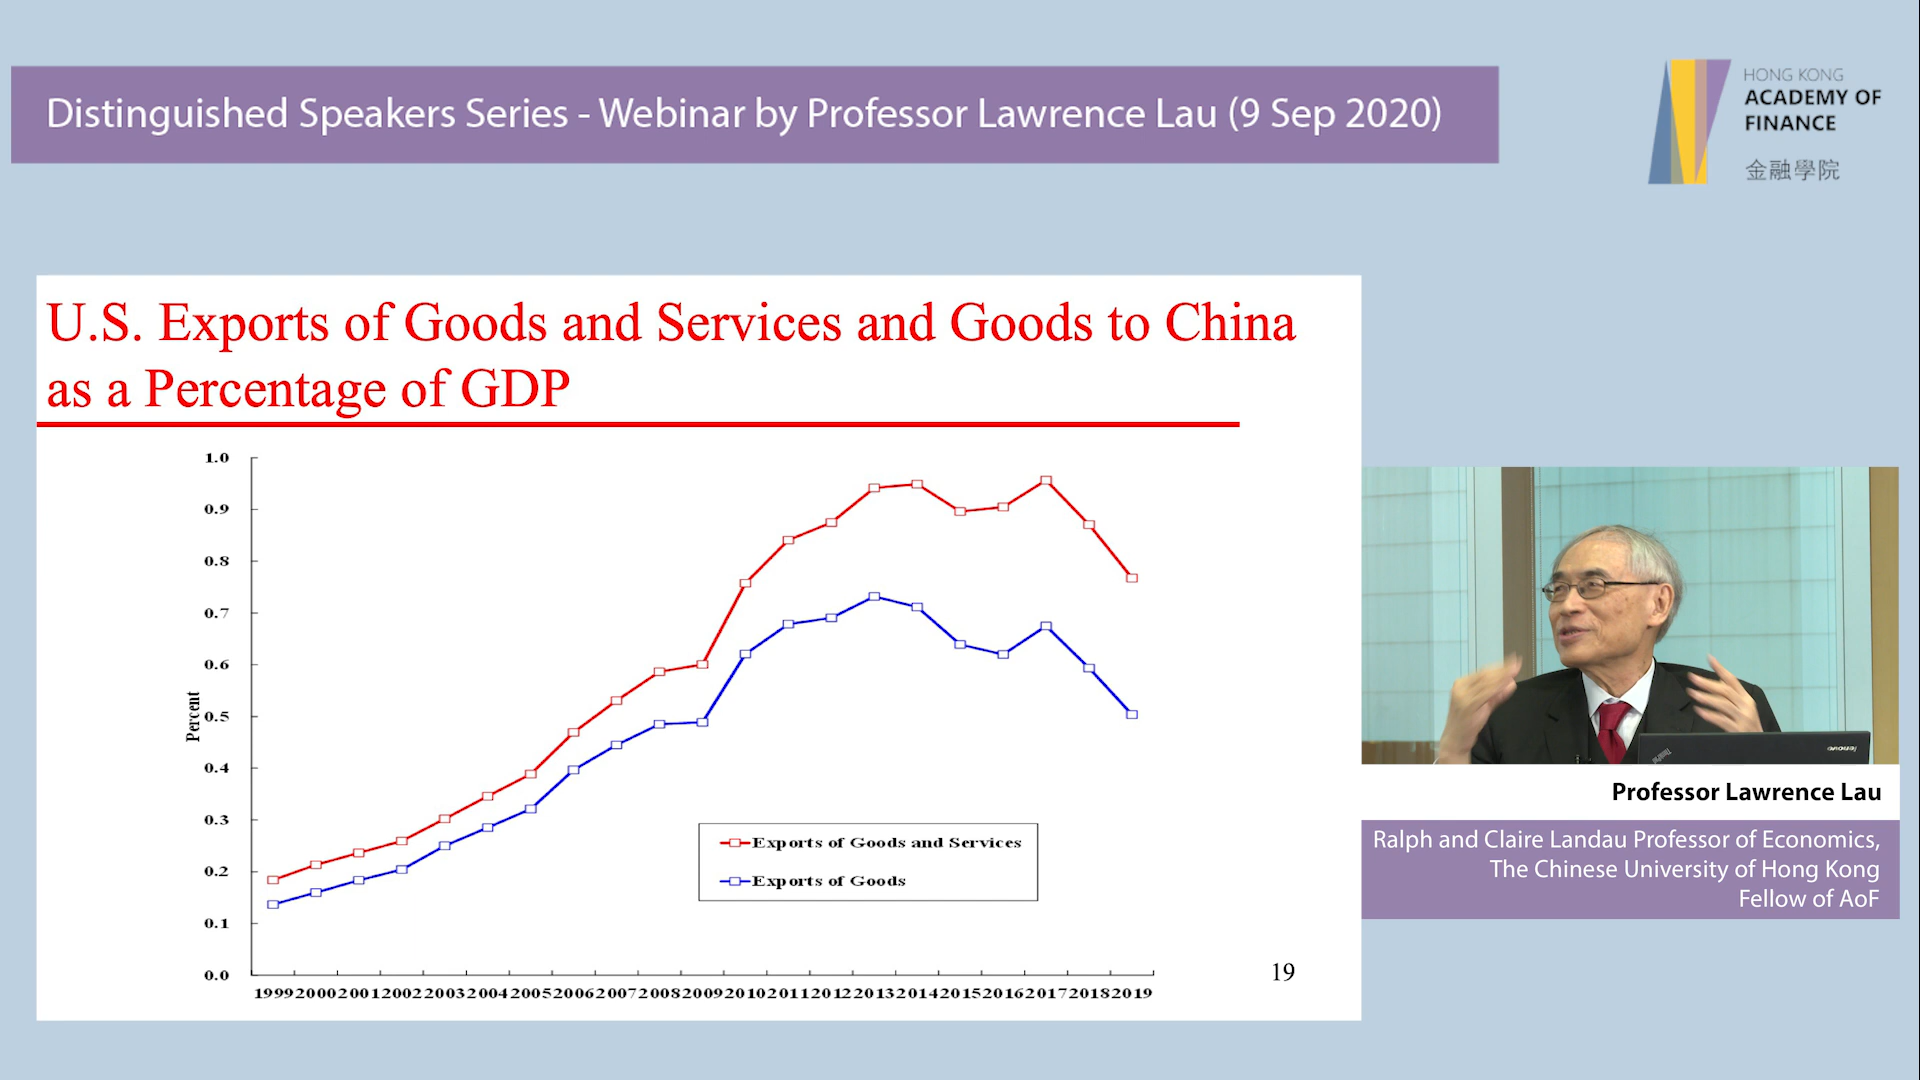 Distinguished Speakers Series - Webinar by Professor Lawrence Lau (9 Sep 2020)
HONG KONG
ACADEMY OF
FINANCE
金融學院
U.S. Exports of Goods and Services and Goods to China
as a Percentage of GDP
1.0
0.9
0.8
0.7
0.6
0.5
0.4
0.3
0.2
0.1
0.0
Percent
Exports of Goods and Services
Exports of Goods
1999 2000 2001 2002 2003 2004 2005 2006 2007 2008 2009 2010 2011 2012 2013 2014 2015 2016 2017 2018 2019
19
lenovo
ThinkPad
Professor Lawrence Lau
Ralph and Claire Landau Professor of Economics,
The Chinese University of Hong Kong
Fellow of AoF